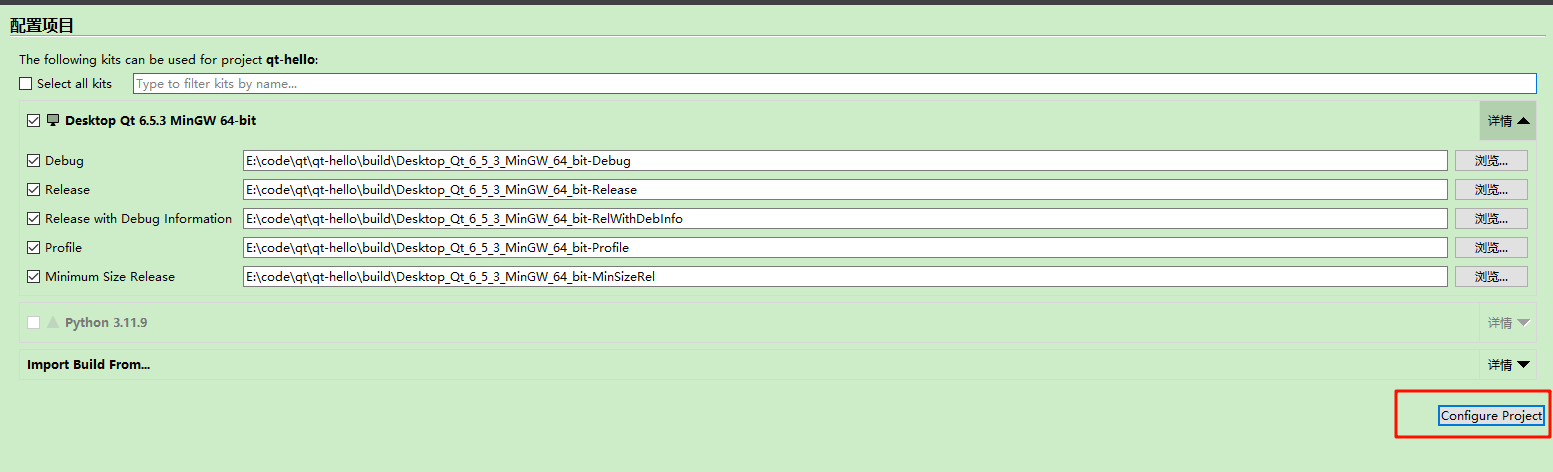 配置项目
The following kits can be used for project qt-hello:
Select all kits Type to filter kits by name...
Desktop Qt 6.5.3 MinGW 64-bit 详情
Debug E:\code\qt\qt-hello\build\Desktop_Qt_6_5_3_MinGW_64_bit-Debug 浏览...
Release E:\code\qt\qt-hello\build\Desktop_Qt_6_5_3_MinGW_64_bit-Release 浏览...
Release with Debug Information E:\code\qt\qt-hello\build\Desktop_Qt_6_5_3_MinGW_64_bit-RelWithDebInfo 浏览...
Profile E:\code\qt\qt-hello\build\Desktop_Qt_6_5_3_MinGW_64_bit-Profile 浏览...
Minimum Size Release E:\code\qt\qt-hello\build\Desktop_Qt_6_5_3_MinGW_64_bit-MinSizeRel 浏览...
Python 3.11.9 详情
Import Build From... 详情
Configure Project